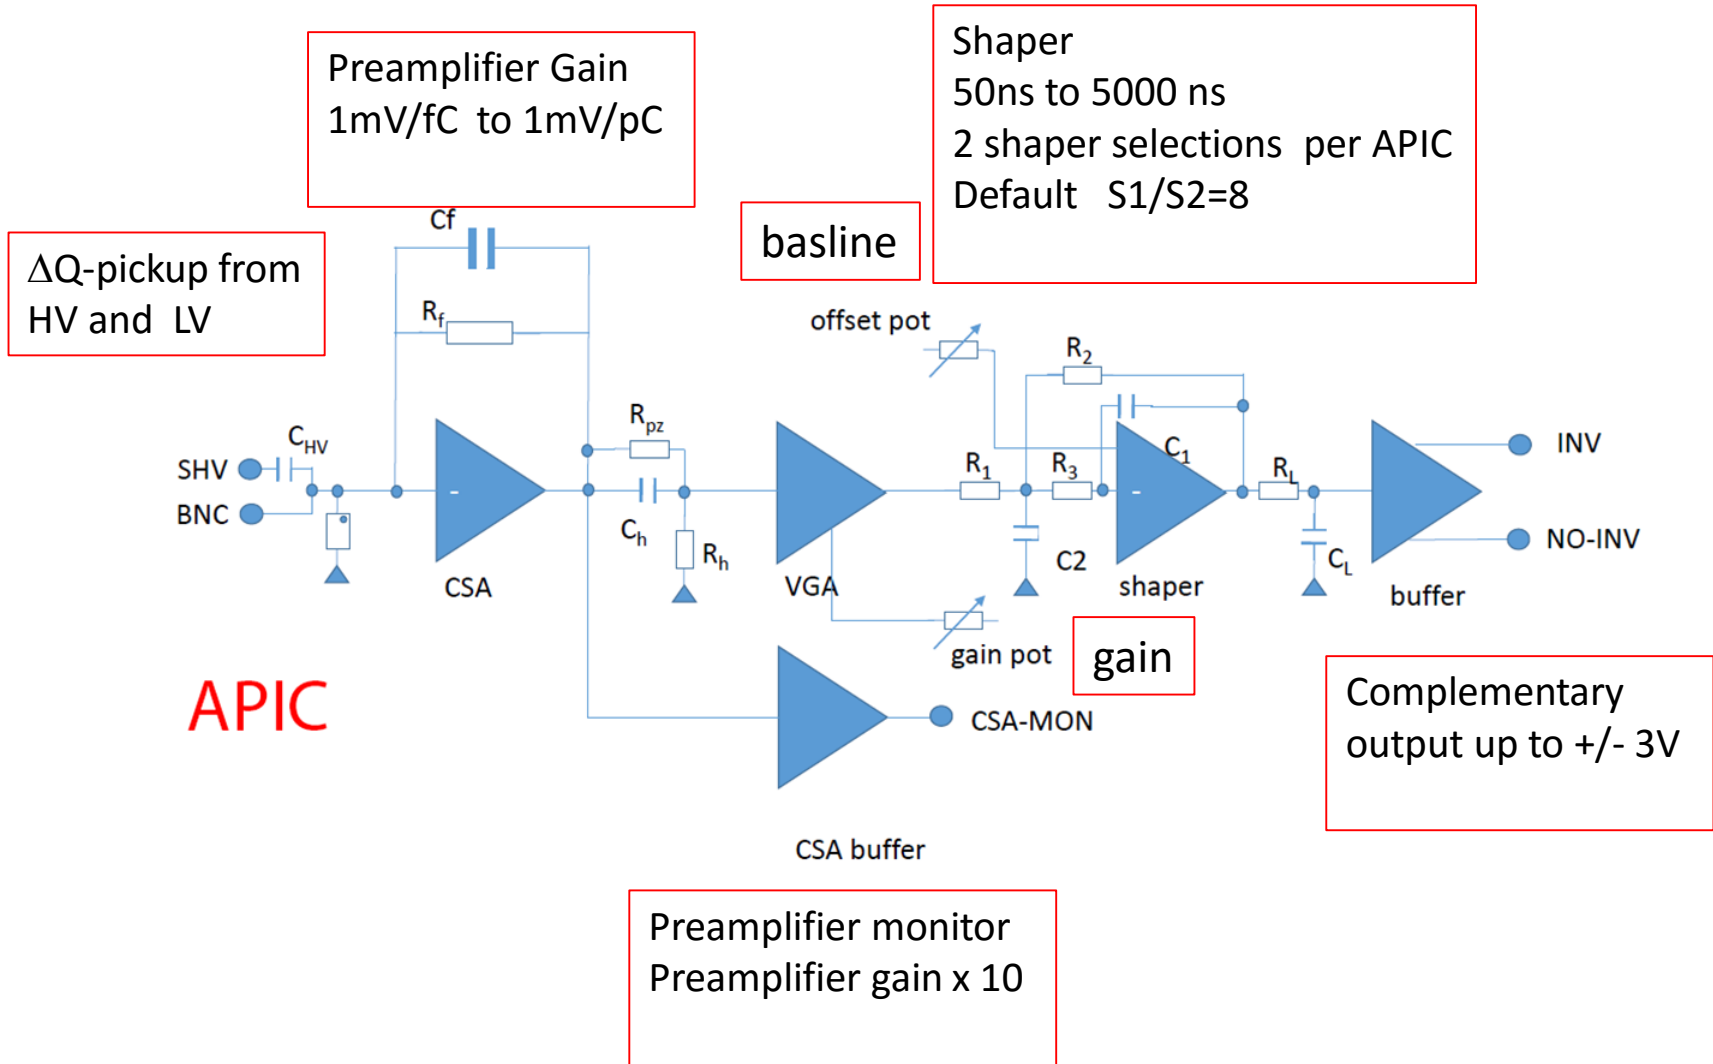 Preamplifier Gain
1mV/fC to 1mV/pC
Shaper
50ns to 5000 ns
2 shaper selections per APIC
Default S1/S2=8
ΔQ-pickup from
HV and LV
basline
Cf
Rf
offset pot
R2
CHV
SHV
BNC
Rpz
Ch
Rh
-
CSA
VGA
R1
R3
C1
-
C2
shaper
RL
CL
INV
NO-INV
buffer
gain pot
gain
APIC
CSA-MON
Complementary
output up to +/- 3V
CSA buffer
Preamplifier monitor
Preamplifier gain x 10